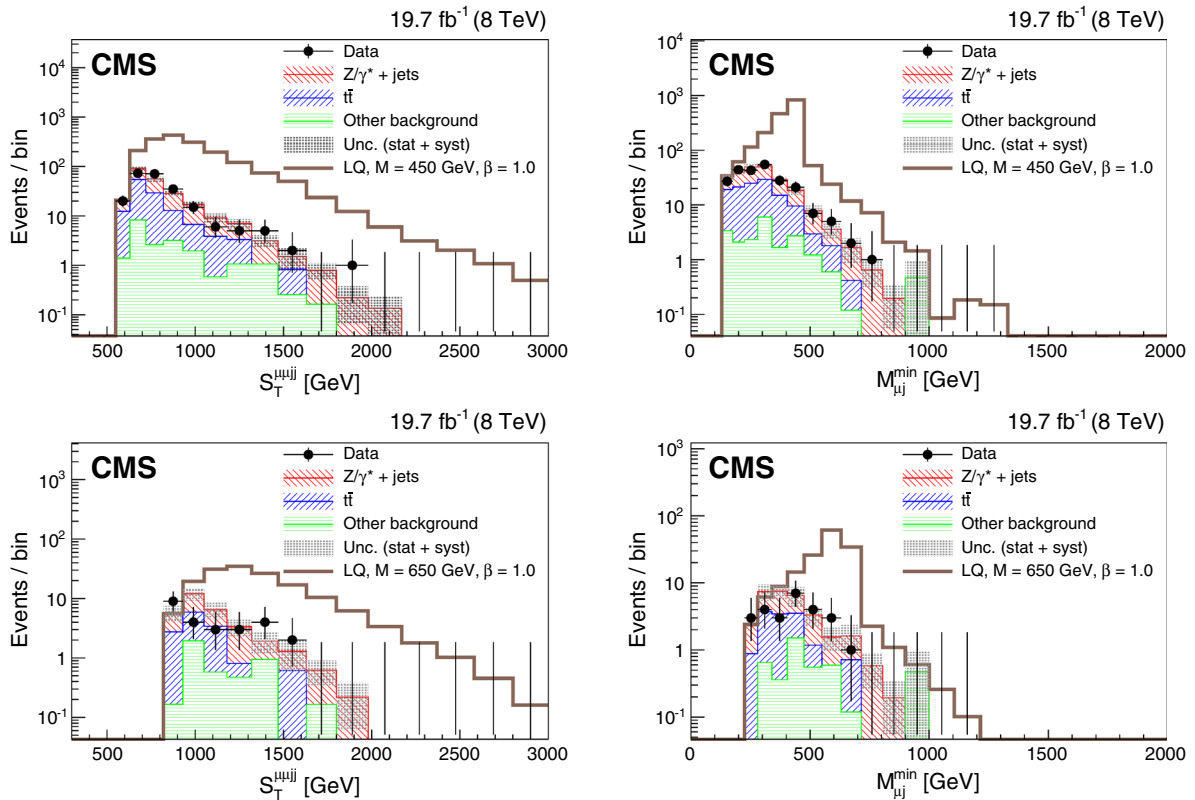 19.7 fb⁻¹ (8 TeV)
CMS
Data
Z/γ* + jets
tt̄
Other background
Unc. (stat + syst)
LQ, M = 450 GeV, β = 1.0
Events / bin
10⁴
10³
10²
10
1
10⁻¹
500 1000 1500 2000 2500 3000
S_T^μμjj [GeV]
19.7 fb⁻¹ (8 TeV)
CMS
Data
Z/γ* + jets
tt̄
Other background
Unc. (stat + syst)
LQ, M = 450 GeV, β = 1.0
Events / bin
10⁴
10³
10²
10
1
10⁻¹
0 500 1000 1500 2000
M_μj^min [GeV]
19.7 fb⁻¹ (8 TeV)
CMS
Data
Z/γ* + jets
tt̄
Other background
Unc. (stat + syst)
LQ, M = 650 GeV, β = 1.0
Events / bin
10³
10²
10
1
10⁻¹
500 1000 1500 2000 2500 3000
S_T^μμjj [GeV]
19.7 fb⁻¹ (8 TeV)
CMS
Data
Z/γ* + jets
tt̄
Other background
Unc. (stat + syst)
LQ, M = 650 GeV, β = 1.0
Events / bin
10³
10²
10
1
10⁻¹
0 500 1000 1500 2000
M_μj^min [GeV]